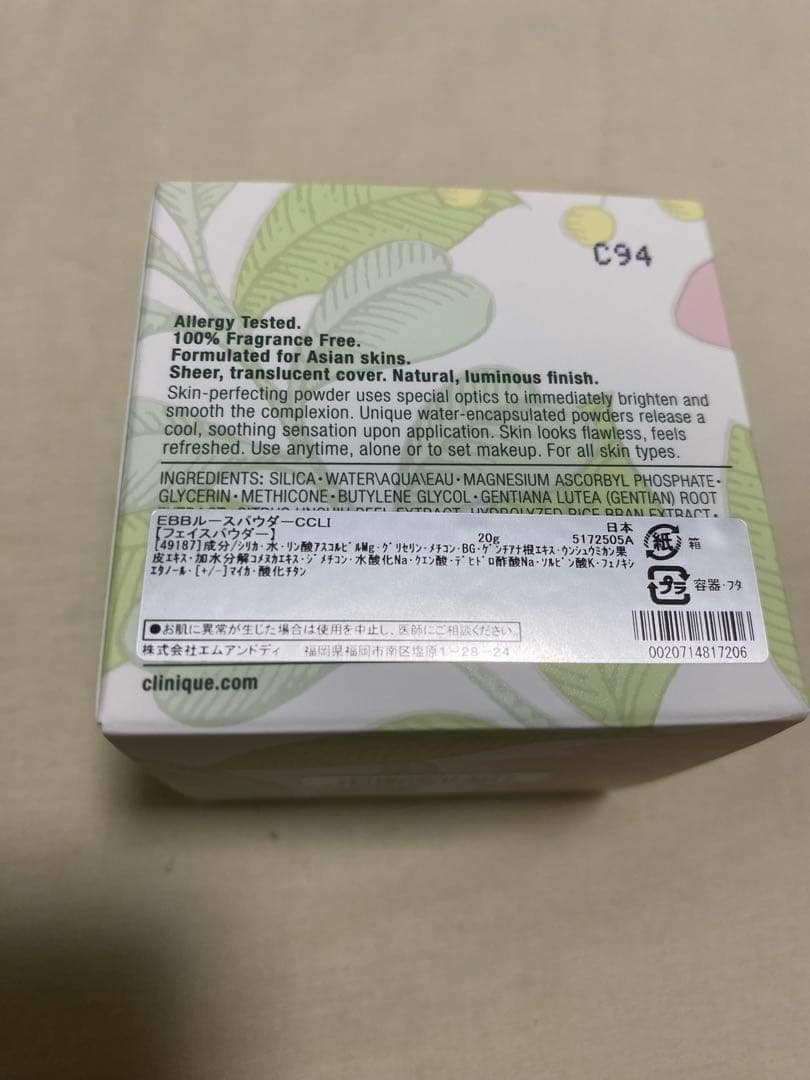 C94
Allergy Tested.
100% Fragrance Free.
Formulated for Asian skins.
Sheer, translucent cover. Natural, luminous finish.
Skin-perfecting powder uses special optics to immediately brighten and
smooth the complexion. Unique water-encapsulated powders release a
cool, soothing sensation upon application. Skin looks flawless, feels
refreshed. Use anytime, alone or to set makeup. For all skin types.
INGREDIENTS: SILICA•WATER\AQUA\EAU•MAGNESIUM ASCORBYL PHOSPHATE•
GLYCERIN•METHICONE•BUTYLENE GLYCOL•GENTIANA LUTEA (GENTIAN) ROOT
EXTRACT•CITRUS UNSHIU PEEL EXTRACT•HYDROLYZED RICE BRAN EXTRACT•
EBBルースパウダーCCLI 日本
【フェイスパウダー】 20g 5172505A
[49187]成分/シリカ・水・リン酸アスコルビルMg・グリセリン・メチコン・BG・ゲンチアナ根エキス・ウンシュウミカン果
皮エキス・加水分解コメヌカエキス・ジメチコン・水酸化Na・クエン酸・デヒドロ酢酸Na・ソルビン酸K・フェノキシ
エタノール・[+/-]マイカ・酸化チタン
紙 箱
プラ 容器・フタ
●お肌に異常が生じた場合は使用を中止し、医師にご相談ください。
株式会社エムアンドディ 福岡県福岡市南区塩原1-28-24
0020714817206
clinique.com